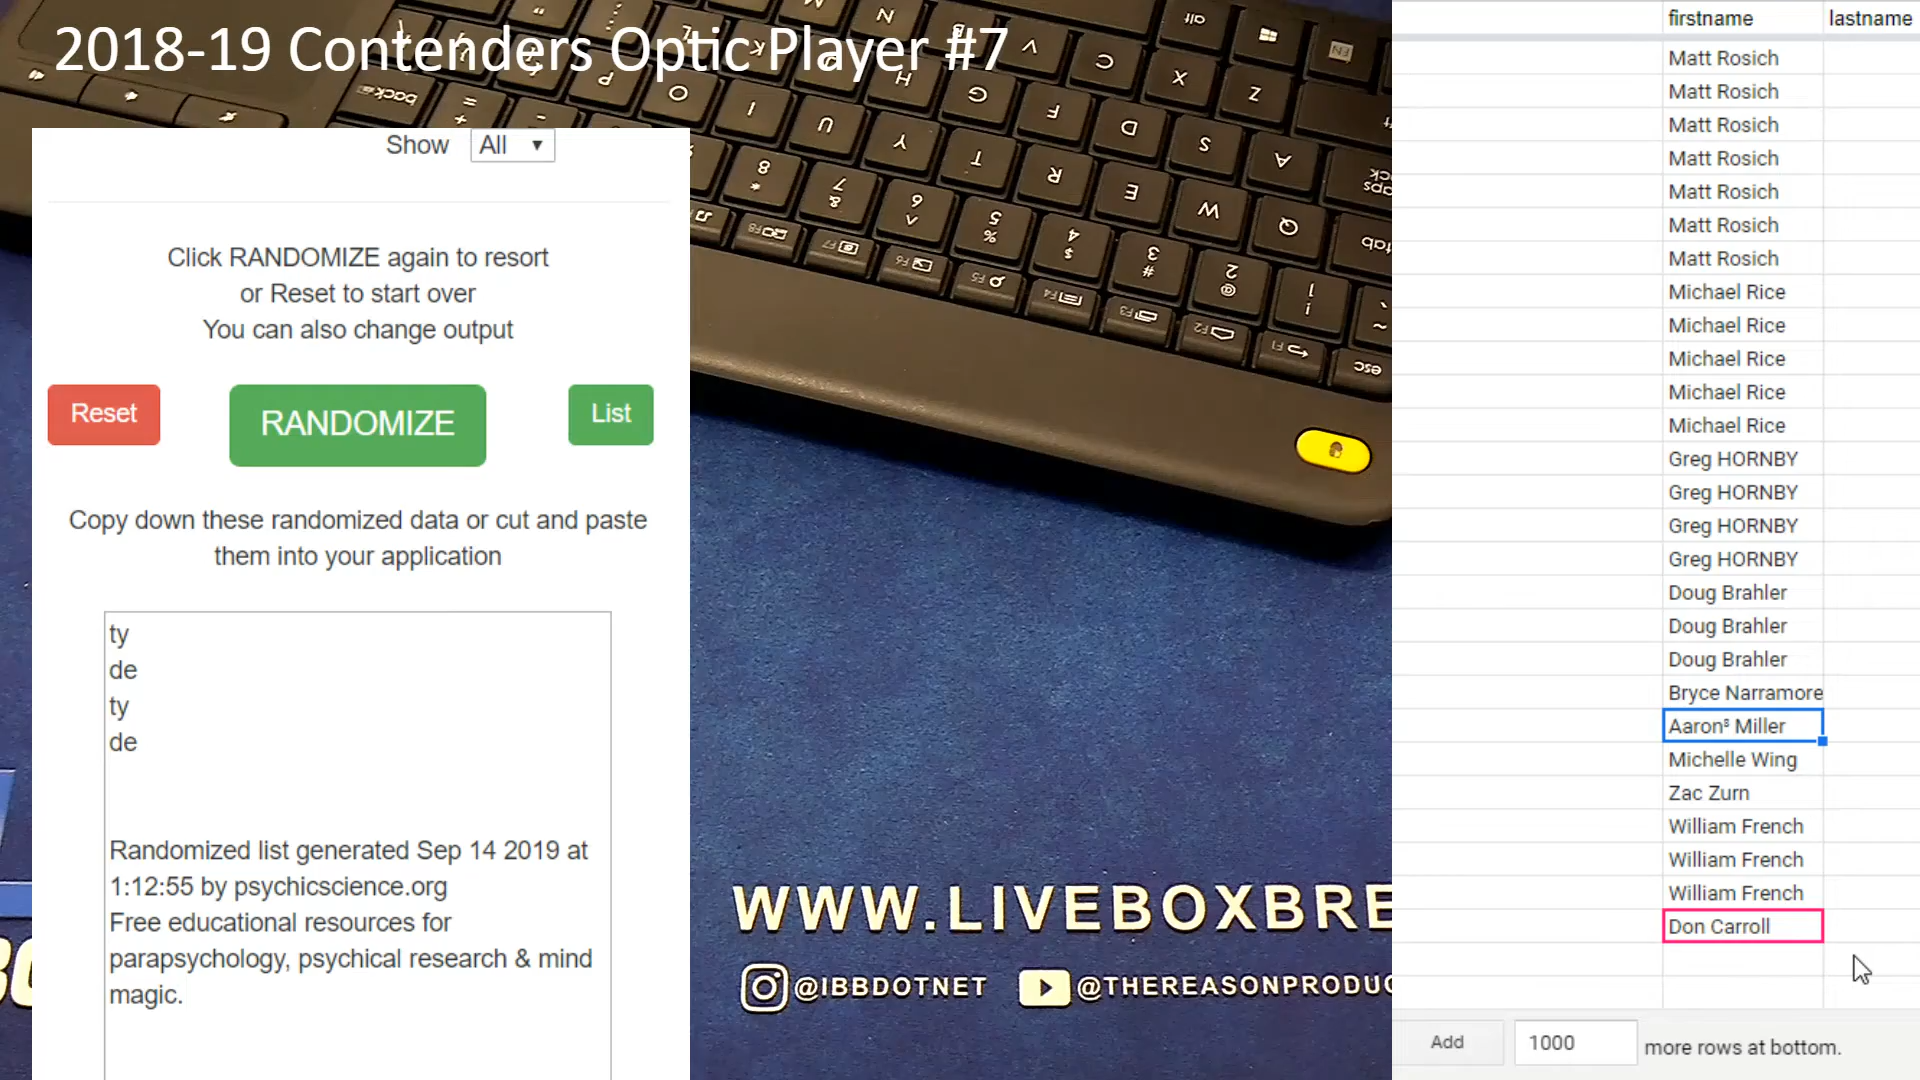 2018-19 Contenders Optic Player #7
Show All
Click RANDOMIZE again to resort
or Reset to start over
You can also change output
Reset
RANDOMIZE
List
Copy down these randomized data or cut and paste
them into your application
ty
de
ty
de
Randomized list generated Sep 14 2019 at
1:12:55 by psychicscience.org
Free educational resources for
parapsychology, psychical research & mind
magic.
WWW.LIVEBOXBRE
@IBBDOTNET
@THEREASONPRODUC
firstname lastname
Matt Rosich
Matt Rosich
Matt Rosich
Matt Rosich
Matt Rosich
Matt Rosich
Matt Rosich
Michael Rice
Michael Rice
Michael Rice
Michael Rice
Michael Rice
Greg HORNBY
Greg HORNBY
Greg HORNBY
Greg HORNBY
Doug Brahler
Doug Brahler
Doug Brahler
Bryce Narramore
Aaron⁸ Miller
Michelle Wing
Zac Zurn
William French
William French
William French
Don Carroll
Add 1000 more rows at bottom.